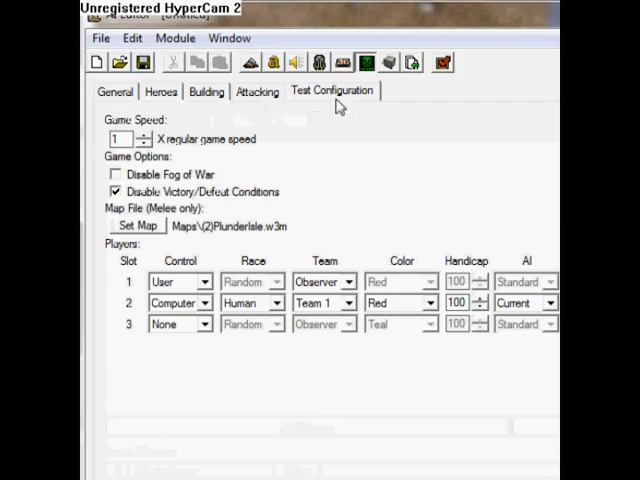 Unregistered HyperCam 2
AI Editor - [Untitled]
File Edit Module Window
General Heroes Building Attacking Test Configuration
Game Speed:
1 X regular game speed
Game Options:
Disable Fog of War
Disable Victory/Defeat Conditions
Map File (Melee only):
Set Map Maps\(2)PlunderIsle.w3m
Players:
Slot Control Race Team Color Handicap AI
1 User Random Observer Red 100 Standard
2 Computer Human Team 1 Red 100 Current
3 None Random Observer Teal 100 Standard